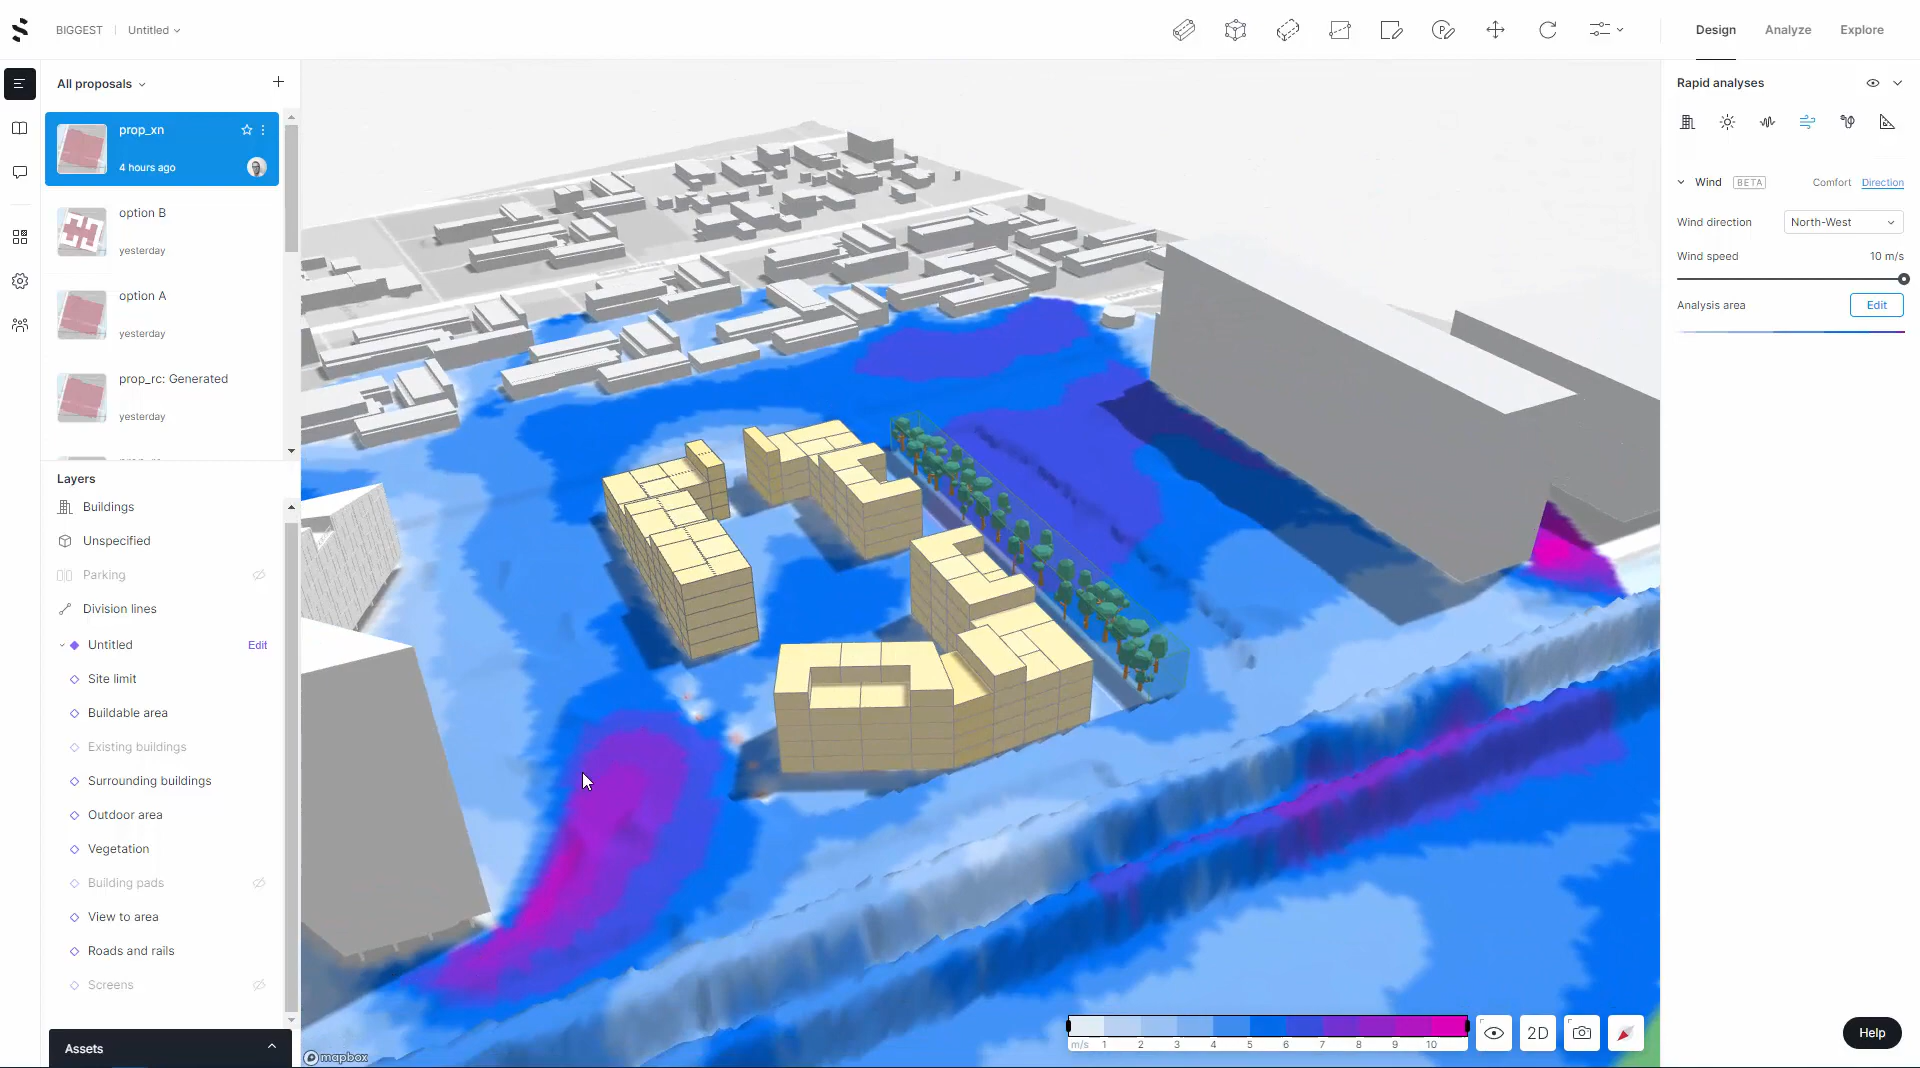 BIGGEST
Untitled
Design
Analyze
Explore
All proposals
prop_xn
4 hours ago
option B
yesterday
option A
yesterday
prop_rc: Generated
yesterday
Layers
Buildings
Unspecified
Parking
Division lines
Untitled
Edit
Site limit
Buildable area
Existing buildings
Surrounding buildings
Outdoor area
Vegetation
Building pads
View to area
Roads and rails
Screens
Assets
Rapid analyses
Wind
BETA
Comfort
Direction
Wind direction
North-West
Wind speed
10 m/s
Analysis area
Edit
m/s 1 2 3 4 5 6 7 8 9 10
2D
mapbox
Help